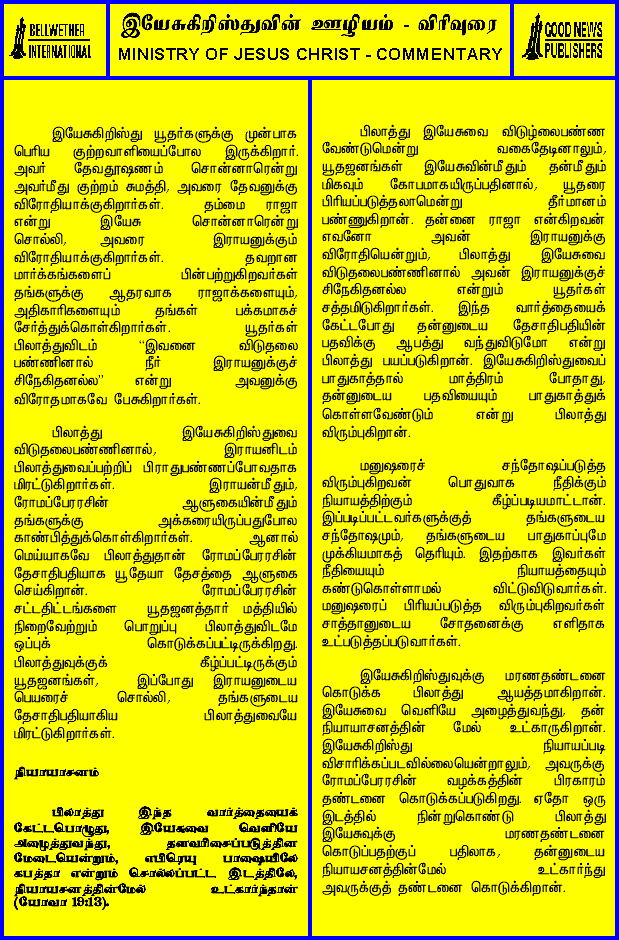 BELLWETHER
INTERNATIONAL
இயேசுகிறிஸ்துவின் ஊழியம் - விரிவுரை
MINISTRY OF JESUS CHRIST - COMMENTARY
GOOD NEWS
PUBLISHERS
இயேசுகிறிஸ்து யூதர்களுக்கு முன்பாக
பெரிய குற்றவாளியைப்போல இருக்கிறார்.
அவர் தேவதூஷணம் சொன்னாரென்று
அவர்மீது குற்றம் சுமத்தி, அவரை தேவனுக்கு
விரோதியாக்குகிறார்கள். தம்மை ராஜா
என்று இயேசு சொன்னாரென்று
சொல்லி, அவரை இராயனுக்கும்
விரோதியாக்குகிறார்கள். தவறான
மார்க்கங்களைப் பின்பற்றுகிறவர்கள்
தங்களுக்கு ஆதரவாக ராஜாக்களையும்,
அதிகாரிகளையும் தங்கள் பக்கமாகச்
சேர்த்துக்கொள்கிறார்கள். யூதர்கள்
பிலாத்துவிடம் “இவனை விடுதலை
பண்ணினால் நீர் இராயனுக்குச்
சிநேகிதனல்ல” என்று அவனுக்கு
விரோதமாகவே பேசுகிறார்கள்.
பிலாத்து இயேசுகிறிஸ்துவை
விடுதலைபண்ணினால், இராயனிடம்
பிலாத்துவைப்பற்றிப் பிராதுபண்ணப்போவதாக
மிரட்டுகிறார்கள். இராயன்மீதும்,
ரோமப்பேரரசின் ஆளுகையின்மீதும்
தங்களுக்கு அக்கரையிருப்பதுபோல
காண்பித்துக்கொள்கிறார்கள். ஆனால்
மெய்யாகவே பிலாத்துதான் ரோமப்பேரரசின்
தேசாதிபதியாக யூதேயா தேசத்தை ஆளுகை
செய்கிறான். ரோமப்பேரரசின்
சட்டதிட்டங்களை யூதஜனத்தார் மத்தியில்
நிறைவேற்றும் பொறுப்பு பிலாத்துவிடமே
ஒப்புக் கொடுக்கப்பட்டிருக்கிறது.
பிலாத்துவுக்குக் கீழ்ப்பட்டிருக்கும்
யூதஜனங்கள், இப்போது இராயனுடைய
பெயரைச் சொல்லி, தங்களுடைய
தேசாதிபதியாகிய பிலாத்துவையே
மிரட்டுகிறார்கள்.
நியாயாசனம்
பிலாத்து இந்த வார்த்தையைக்
கேட்டபொழுது, இயேசுவை வெளியே
அழைத்துவந்து, தளவரிசைப்படுத்தின
மேடையென்றும், எபிரெயு பாஷையிலே
கபத்தா என்றும் சொல்லப்பட்ட இடத்திலே,
நியாயாசனத்தின்மேல் உட்கார்ந்தான்
(யோவா 19:13).
பிலாத்து இயேசுவை விடுழ்லைபண்ண
வேண்டுமென்று வகைதேடினாலும்,
யூதஜனங்கள் இயேசுவின்மீதும் தன்மீதும்
மிகவும் கோபமாகயிருப்பதினால், யூதரை
பிரியப்படுத்தலாமென்று தீர்மானம்
பண்ணுகிறான். தன்னை ராஜா என்கிறவன்
எவனோ அவன் இராயனுக்கு
விரோதியென்றும், பிலாத்து இயேசுவை
விடுதலைபண்ணினால் அவன் இராயனுக்குச்
சிநேகிதனல்ல என்றும் யூதர்கள்
சத்தமிடுகிறார்கள். இந்த வார்த்தையைக்
கேட்டபோது தன்னுடைய தேசாதிபதியின்
பதவிக்கு ஆபத்து வந்துவிடுமோ என்று
பிலாத்து பயப்படுகிறான். இயேசுகிறிஸ்துவைப்
பாதுகாத்தால் மாத்திரம் போதாது,
தன்னுடைய பதவியையும் பாதுகாத்துக்
கொள்ளவேண்டும் என்று பிலாத்து
விரும்புகிறான்.
மனுஷரைச் சந்தோஷப்படுத்த
விரும்புகிறவன் பொதுவாக நீதிக்கும்
நியாயத்திற்கும் கீழ்ப்படியமாட்டான்.
இப்படிப்பட்டவர்களுக்குத் தங்களுடைய
சந்தோஷமும், தங்களுடைய பாதுகாப்புமே
முக்கியமாகத் தெரியும். இதற்காக இவர்கள்
நீதியையும் நியாயத்தையும்
கண்டுகொள்ளாமல் விட்டுவிடுவார்கள்.
மனுஷரைப் பிரியப்படுத்த விரும்புகிறவர்கள்
சாத்தானுடைய சோதனைக்கு எளிதாக
உட்படுத்தப்படுவார்கள்.
இயேசுகிறிஸ்துவுக்கு மரணதண்டனை
கொடுக்க பிலாத்து ஆயத்தமாகிறான்.
இயேசுவை வெளியே அழைத்துவந்து, தன்
நியாயாசனத்தின் மேல் உட்காருகிறான்.
இயேசுகிறிஸ்து நியாயப்படி
விசாரிக்கப்படவில்லையென்றாலும், அவருக்கு
ரோமப்பேரரசின் வழக்கத்தின் பிரகாரம்
தண்டனை கொடுக்கப்படுகிறது. ஏதோ ஒரு
இடத்தில் நின்றுகொண்டு பிலாத்து
இயேசுவுக்கு மரணதண்டனை
கொடுப்பதற்குப் பதிலாக, தன்னுடைய
நியாயாசனத்தின்மேல் உட்கார்ந்து
அவருக்குத் தண்டனை கொடுக்கிறான்.